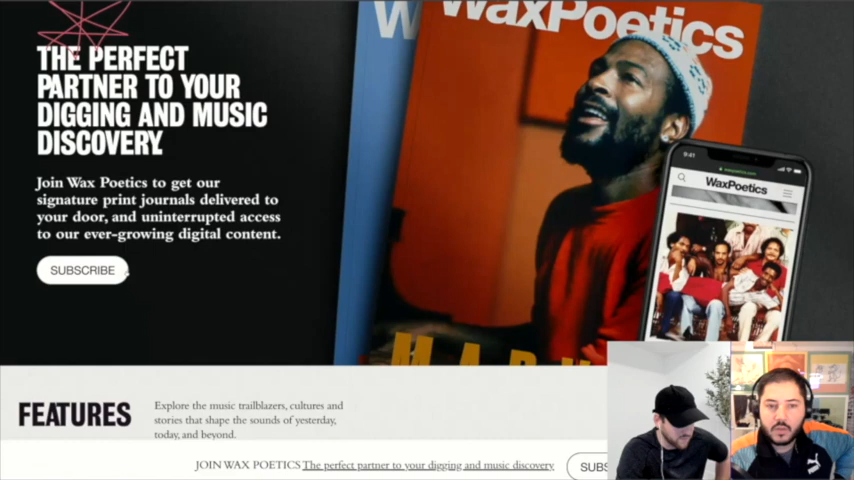 WaxPoetics
W
THE PERFECT
PARTNER TO YOUR
DIGGING AND MUSIC
DISCOVERY.
Join Wax Poetics to get our
signature print journals delivered to
your door, and uninterrupted access
to our ever-growing digital content.
SUBSCRIBE
9:41
WaxPoetics
FEATURES
Explore the music trailblazers, cultures and
stories that shape the sounds of yesterday,
today, and beyond.
JOIN WAX POETICS The perfect partner to your digging and music discovery
SUBS